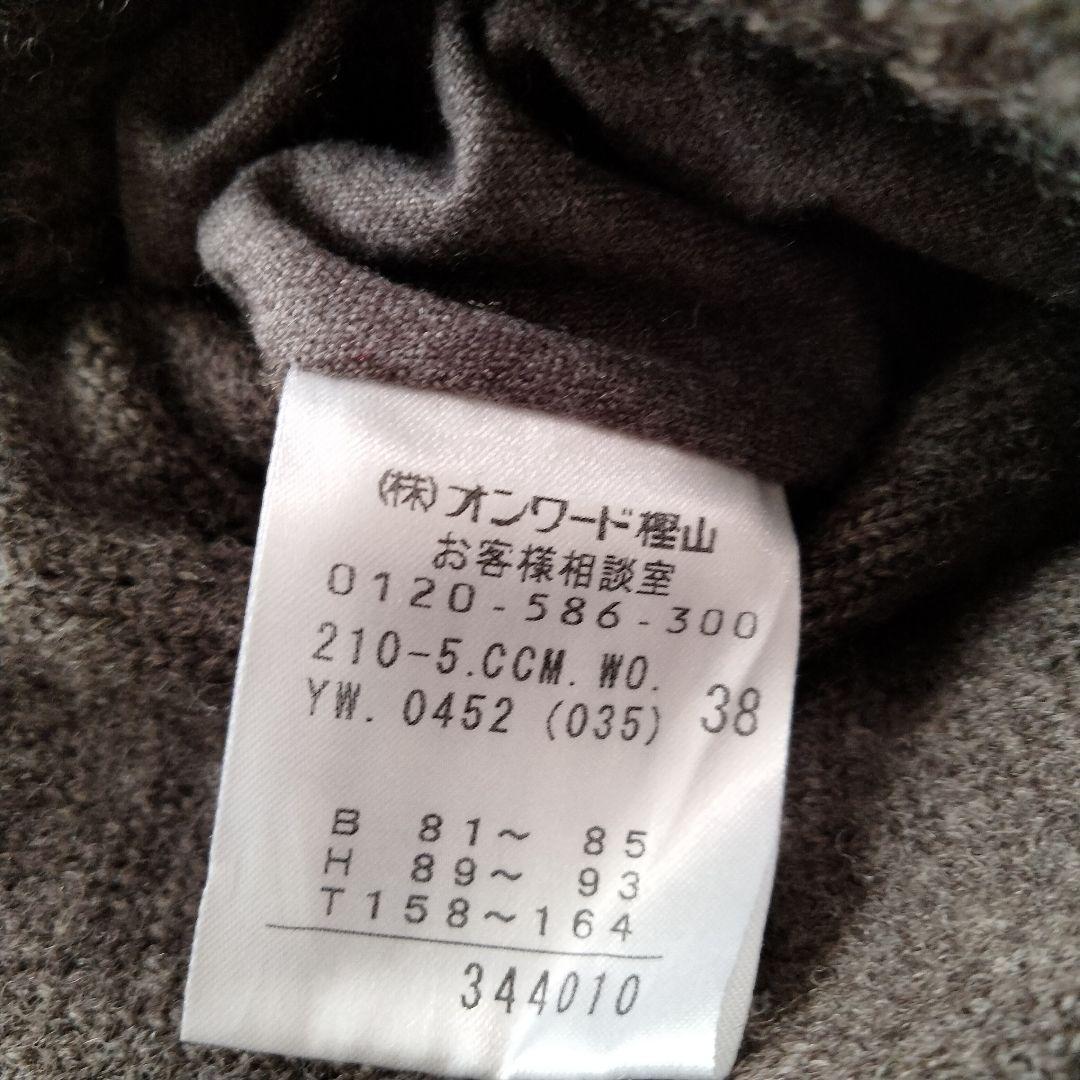 (株)オンワード樫山
お客様相談室
0120-586-300
210-5.CCM.WO.
YW. 0452 (035) 38
B 81~ 85
H 89~ 93
T158~164
344010